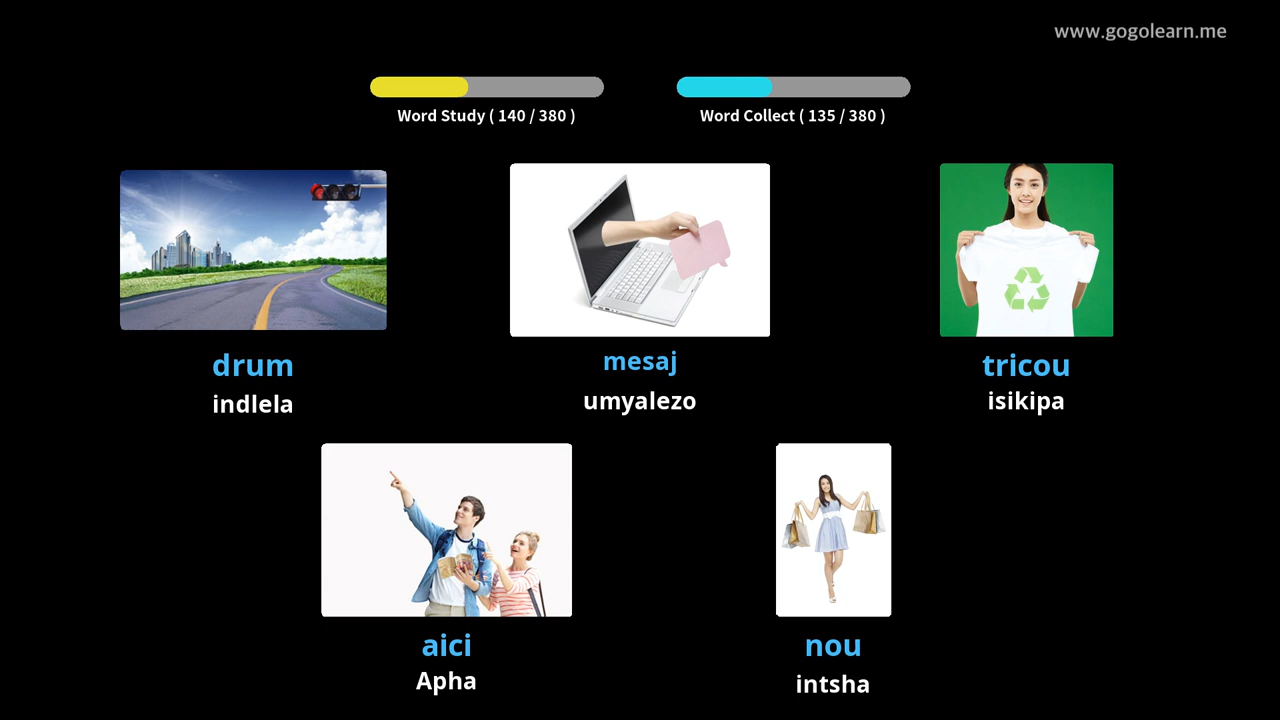 www.gogolearn.me
Word Study ( 140 / 380 )
Word Collect ( 135 / 380 )
drum
indlela
mesaj
umyalezo
tricou
isikipa
aici
Apha
nou
intsha